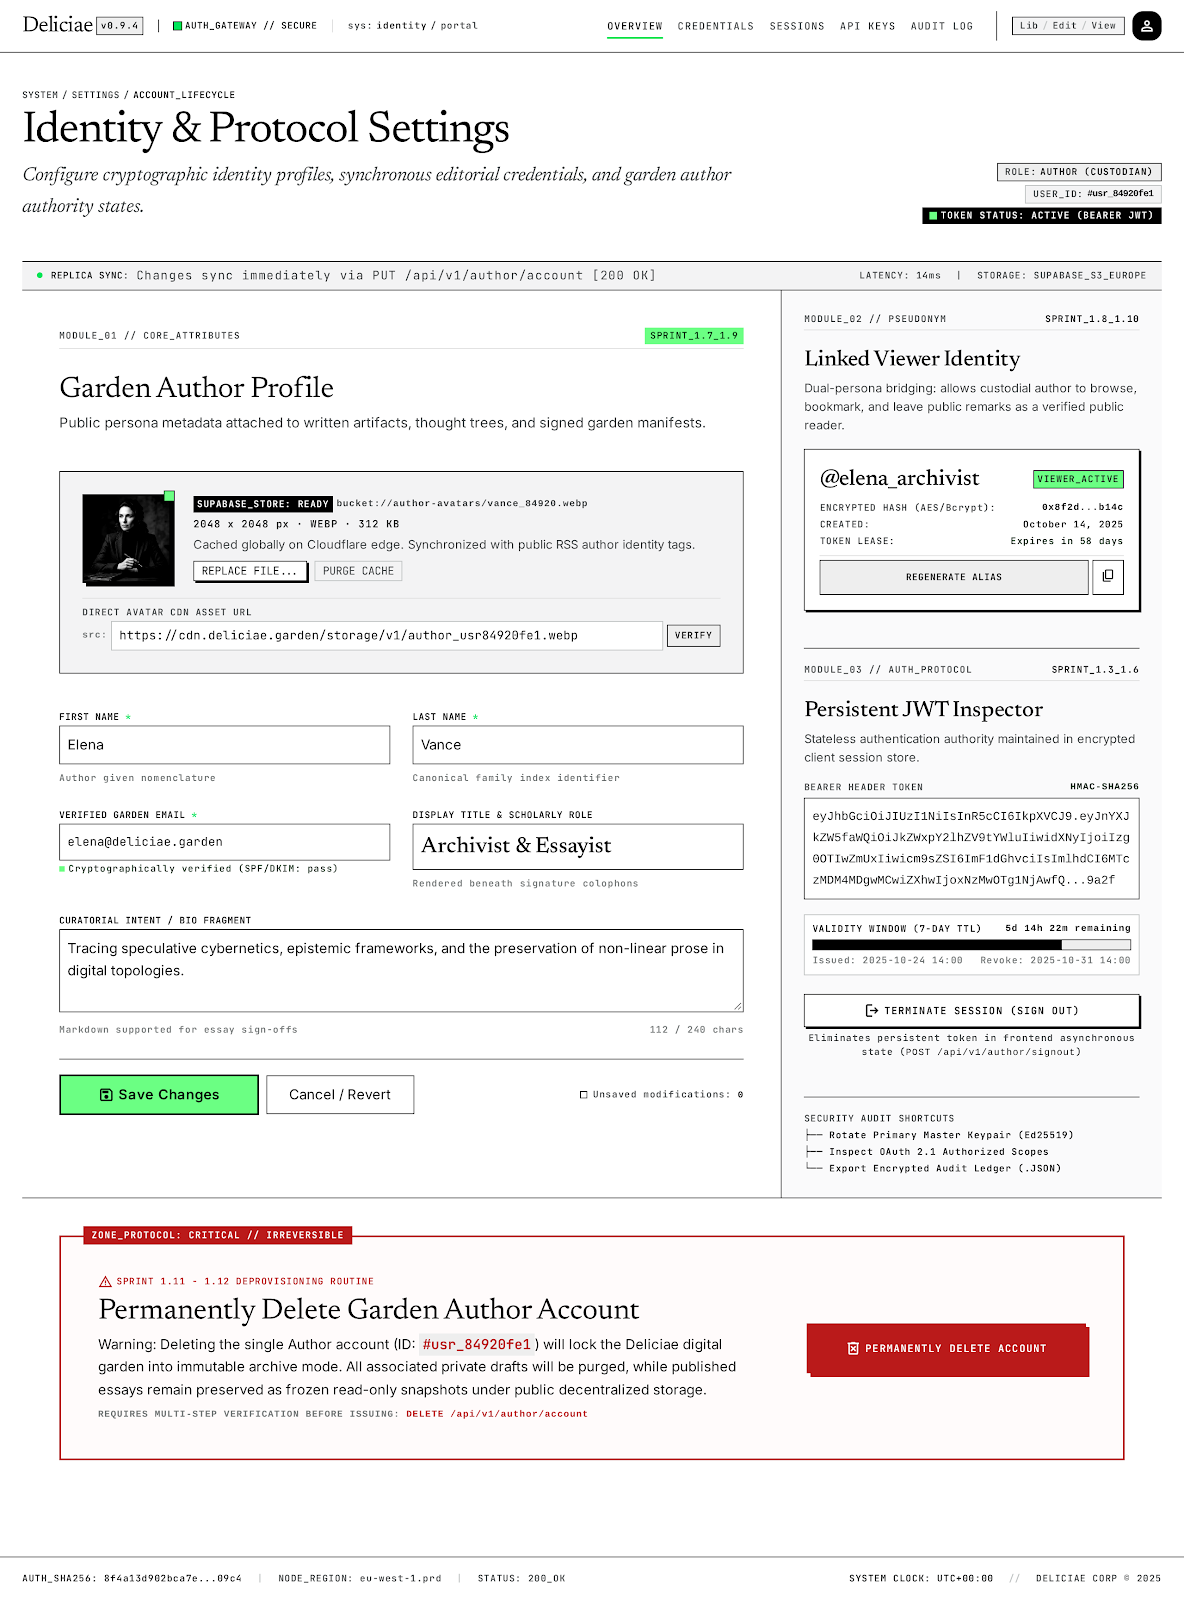 Deliciae v0.9.4 | AUTH_GATEWAY // SECURE | sys: identity / portal OVERVIEW CREDENTIALS SESSIONS API KEYS AUDIT LOG | Lib / Edit / View
SYSTEM / SETTINGS / ACCOUNT_LIFECYCLE
Identity & Protocol Settings
Configure cryptographic identity profiles, synchronous editorial credentials, and garden author
authority states.
ROLE: AUTHOR (CUSTODIAN)
USER_ID: #usr_84920fe1
TOKEN STATUS: ACTIVE (BEARER JWT)
REPLICA SYNC: Changes sync immediately via PUT /api/v1/author/account [200 OK]
LATENCY: 14ms | STORAGE: SUPABASE_S3_EUROPE
MODULE_01 // CORE_ATTRIBUTES
SPRINT_1.7_1.9
Garden Author Profile
Public persona metadata attached to written artifacts, thought trees, and signed garden manifests.
SUPABASE_STORE: READY bucket://author-avatars/vance_84920.webp
2048 x 2048 px · WEBP · 312 KB
Cached globally on Cloudflare edge. Synchronized with public RSS author identity tags.
REPLACE FILE... PURGE CACHE
DIRECT AVATAR CDN ASSET URL
src: https://cdn.deliciae.garden/storage/v1/author_usr84920fe1.webp VERIFY
FIRST NAME *
Elena
Author given nomenclature
LAST NAME *
Vance
Canonical family index identifier
VERIFIED GARDEN EMAIL *
elena@deliciae.garden
Cryptographically verified (SPF/DKIM: pass)
DISPLAY TITLE & SCHOLARLY ROLE
Archivist & Essayist
Rendered beneath signature colophons
CURATORIAL INTENT / BIO FRAGMENT
Tracing speculative cybernetics, epistemic frameworks, and the preservation of non-linear prose in
digital topologies.
Markdown supported for essay sign-offs
112 / 240 chars
Save Changes
Cancel / Revert
Unsaved modifications: 0
MODULE_02 // PSEUDONYM
SPRINT_1.8_1.10
Linked Viewer Identity
Dual-persona bridging: allows custodial author to browse,
bookmark, and leave public remarks as a verified public
reader.
@elena_archivist
VIEWER_ACTIVE
ENCRYPTED HASH (AES/Bcrypt): 0x8f2d...b14c
CREATED: October 14, 2025
TOKEN LEASE: Expires in 58 days
REGENERATE ALIAS
MODULE_03 // AUTH_PROTOCOL
SPRINT_1.3_1.6
Persistent JWT Inspector
Stateless authentication authority maintained in encrypted
client session store.
BEARER HEADER TOKEN
HMAC-SHA256
eyJhbGciOiJIUzI1NiIsInR5cCI6IkpXVCJ9.eyJnYXJ
kZW5faWQiOiJkZWxpY2lhZV9tYWluIiwidXNyIjoiIzg
0OTIwZmUxIiwicm9sZSI6ImF1dGhvciIsImlhdCI6MTc
zMDM4MDgwMCwiZXhwIjoxNzMwOTg1NjAwfQ...9a2f
VALIDITY WINDOW (7-DAY TTL) 5d 14h 22m remaining
Issued: 2025-10-24 14:00 Revoke: 2025-10-31 14:00
TERMINATE SESSION (SIGN OUT)
Eliminates persistent token in frontend asynchronous
state (POST /api/v1/author/signout)
SECURITY AUDIT SHORTCUTS
├── Rotate Primary Master Keypair (Ed25519)
├── Inspect OAuth 2.1 Authorized Scopes
└── Export Encrypted Audit Ledger (.JSON)
ZONE_PROTOCOL: CRITICAL // IRREVERSIBLE
SPRINT 1.11 - 1.12 DEPROVISIONING ROUTINE
Permanently Delete Garden Author Account
Warning: Deleting the single Author account (ID: #usr_84920fe1) will lock the Deliciae digital
garden into immutable archive mode. All associated private drafts will be purged, while published
essays remain preserved as frozen read-only snapshots under public decentralized storage.
REQUIRES MULTI-STEP VERIFICATION BEFORE ISSUING: DELETE /api/v1/author/account
PERMANENTLY DELETE ACCOUNT
AUTH_SHA256: 8f4a13d902bca7e...09c4 | NODE_REGION: eu-west-1.prd | STATUS: 200_OK
SYSTEM CLOCK: UTC+00:00 // DELICIAE CORP © 2025